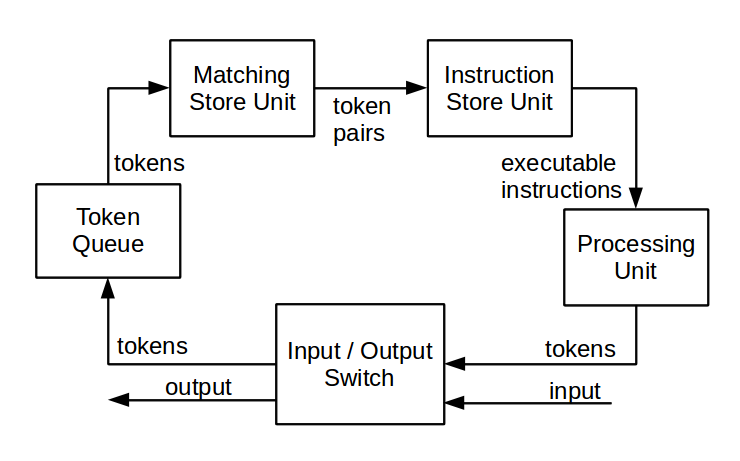 Matching
Store Unit
Instruction
Store Unit
token
pairs
tokens
executable
instructions
Token
Queue
Processing
Unit
Input / Output
Switch
tokens
tokens
output
input